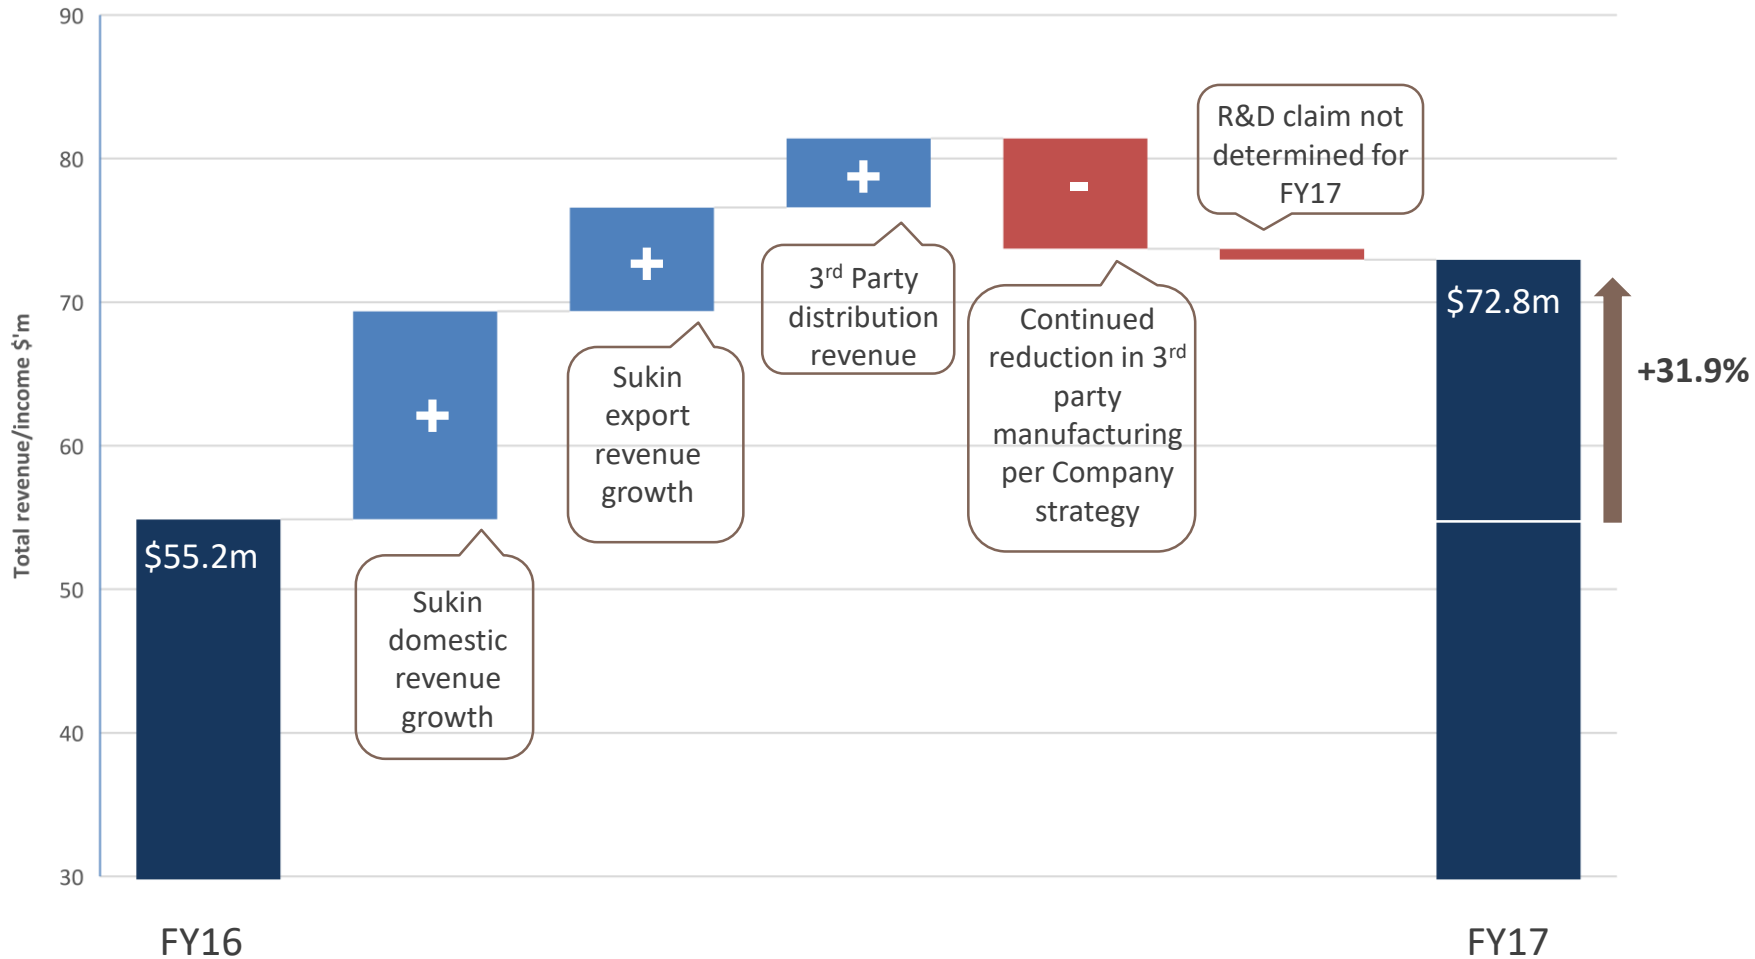 Total revenue/income $'m
90
80
70
60
50
40
30
$55.2m
+
Sukin
domestic
revenue
growth
+
Sukin
export
revenue
growth
+
3rd Party
distribution
revenue
-
Continued
reduction in 3rd
party
manufacturing
per Company
strategy
R&D claim not
determined for
FY17
$72.8m
+31.9%
FY16
FY17